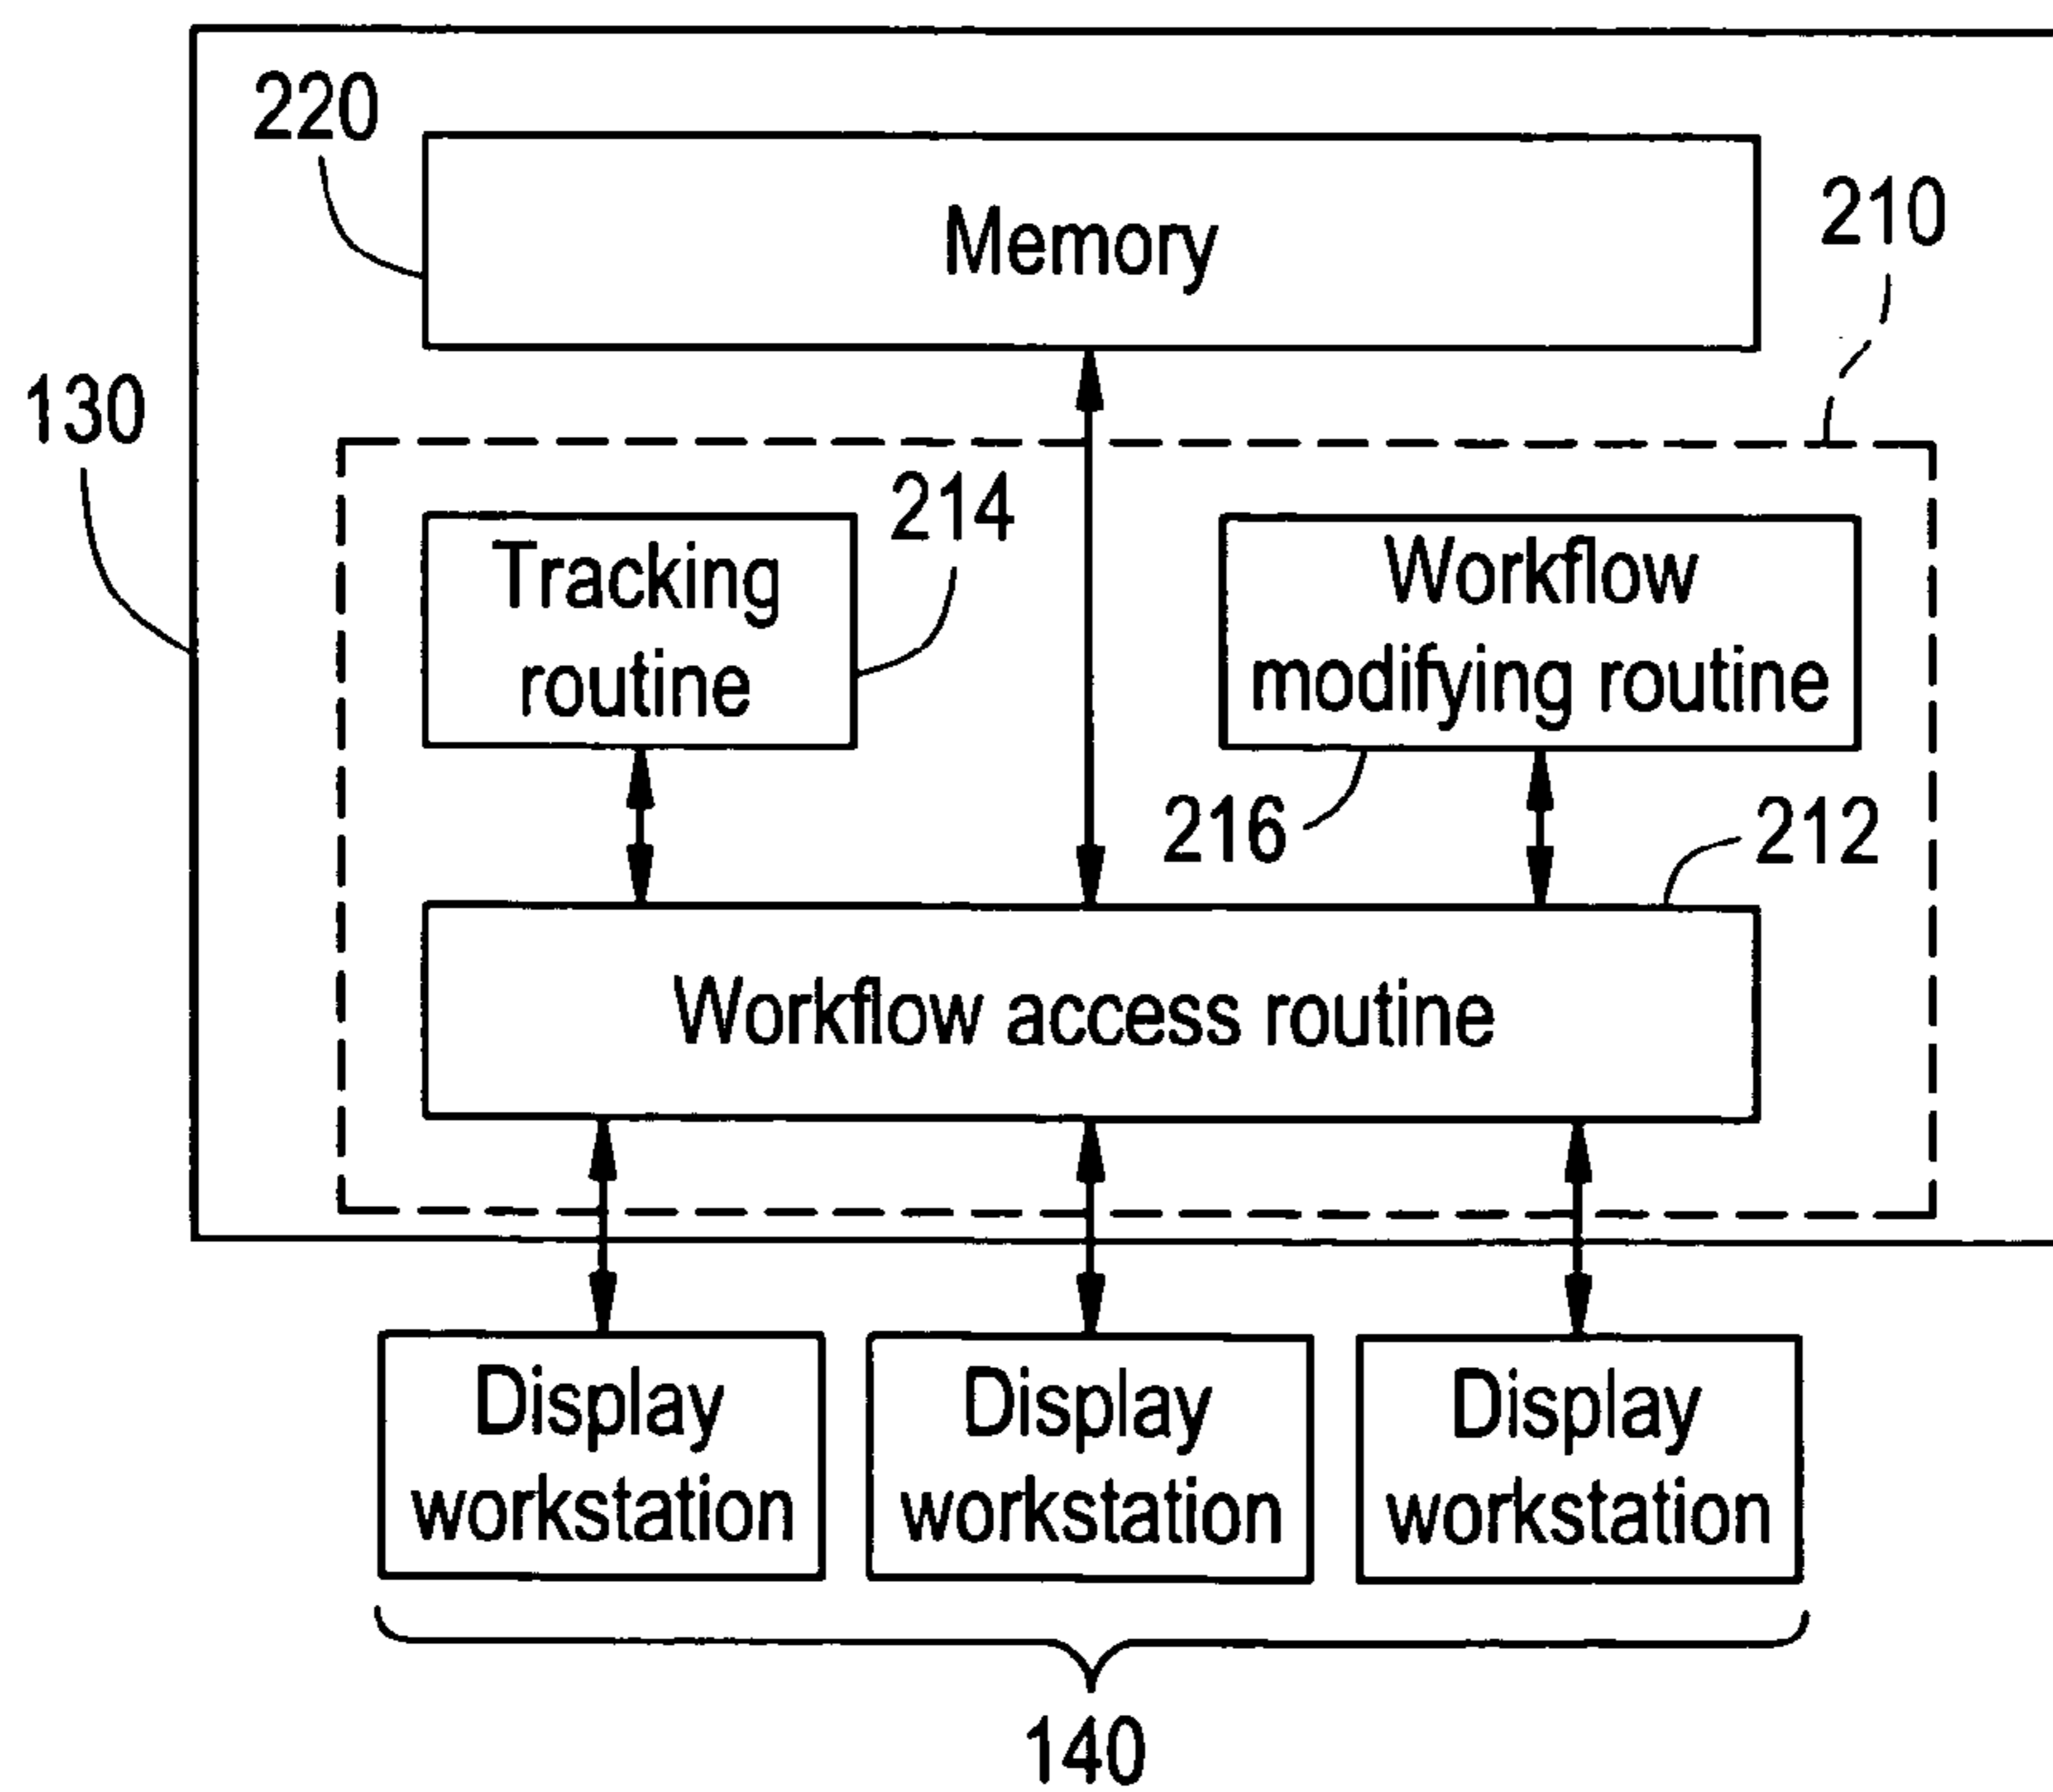 220
Memory
210
130
214
Tracking
routine
Workflow
modifying routine
216
212
Workflow access routine
Display
workstation
Display
workstation
Display
workstation
140